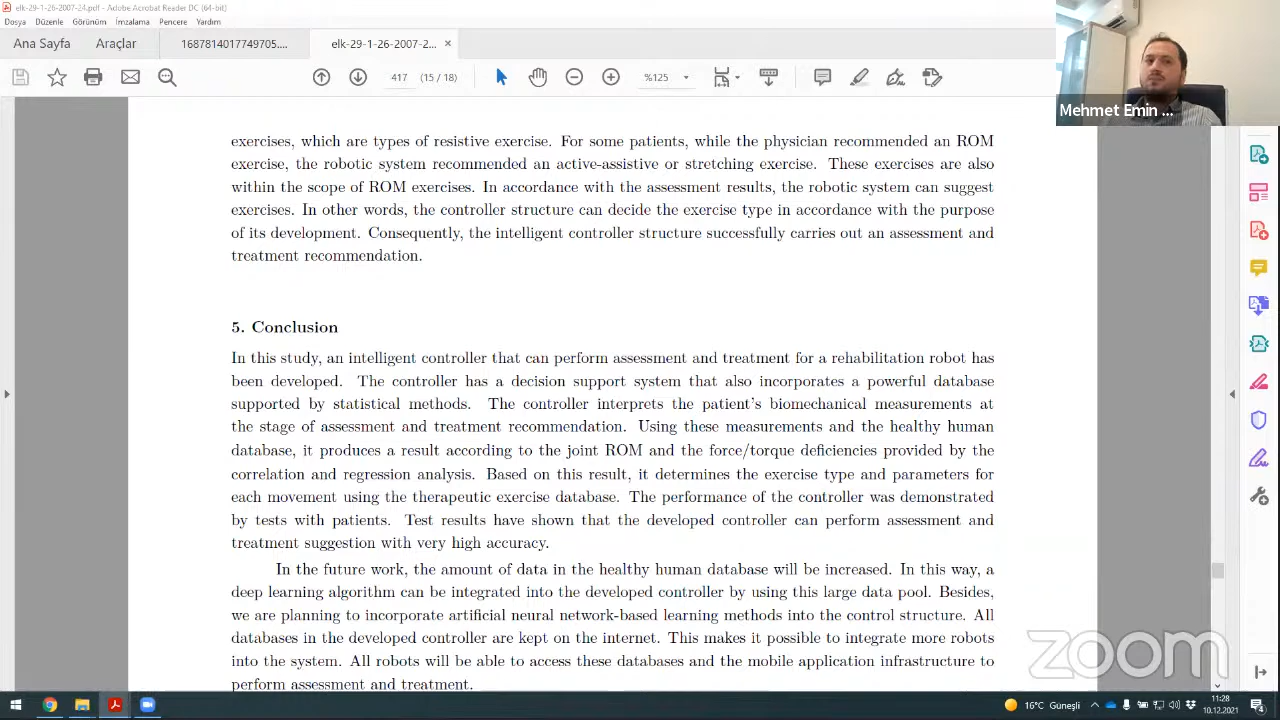 elk-29-1-26-2007-24.pdf - Adobe Acrobat Reader DC (64-bit)
Dosya Düzenle Görünüm İmzalama Pencere Yardım
Ana Sayfa Araçlar 1687814017749705.... elk-29-1-26-2007-2... ×
417 (15 / 18) %125
Mehmet Emin ...
exercises, which are types of resistive exercise. For some patients, while the physician recommended an ROM
exercise, the robotic system recommended an active-assistive or stretching exercise. These exercises are also
within the scope of ROM exercises. In accordance with the assessment results, the robotic system can suggest
exercises. In other words, the controller structure can decide the exercise type in accordance with the purpose
of its development. Consequently, the intelligent controller structure successfully carries out an assessment and
treatment recommendation.
5. Conclusion
In this study, an intelligent controller that can perform assessment and treatment for a rehabilitation robot has
been developed. The controller has a decision support system that also incorporates a powerful database
supported by statistical methods. The controller interprets the patient's biomechanical measurements at
the stage of assessment and treatment recommendation. Using these measurements and the healthy human
database, it produces a result according to the joint ROM and the force/torque deficiencies provided by the
correlation and regression analysis. Based on this result, it determines the exercise type and parameters for
each movement using the therapeutic exercise database. The performance of the controller was demonstrated
by tests with patients. Test results have shown that the developed controller can perform assessment and
treatment suggestion with very high accuracy.
In the future work, the amount of data in the healthy human database will be increased. In this way, a
deep learning algorithm can be integrated into the developed controller by using this large data pool. Besides,
we are planning to incorporate artificial neural network-based learning methods into the control structure. All
databases in the developed controller are kept on the internet. This makes it possible to integrate more robots
into the system. All robots will be able to access these databases and the mobile application infrastructure to
perform assessment and treatment.
zoom
16°C Güneşli
11:28
10.12.2021